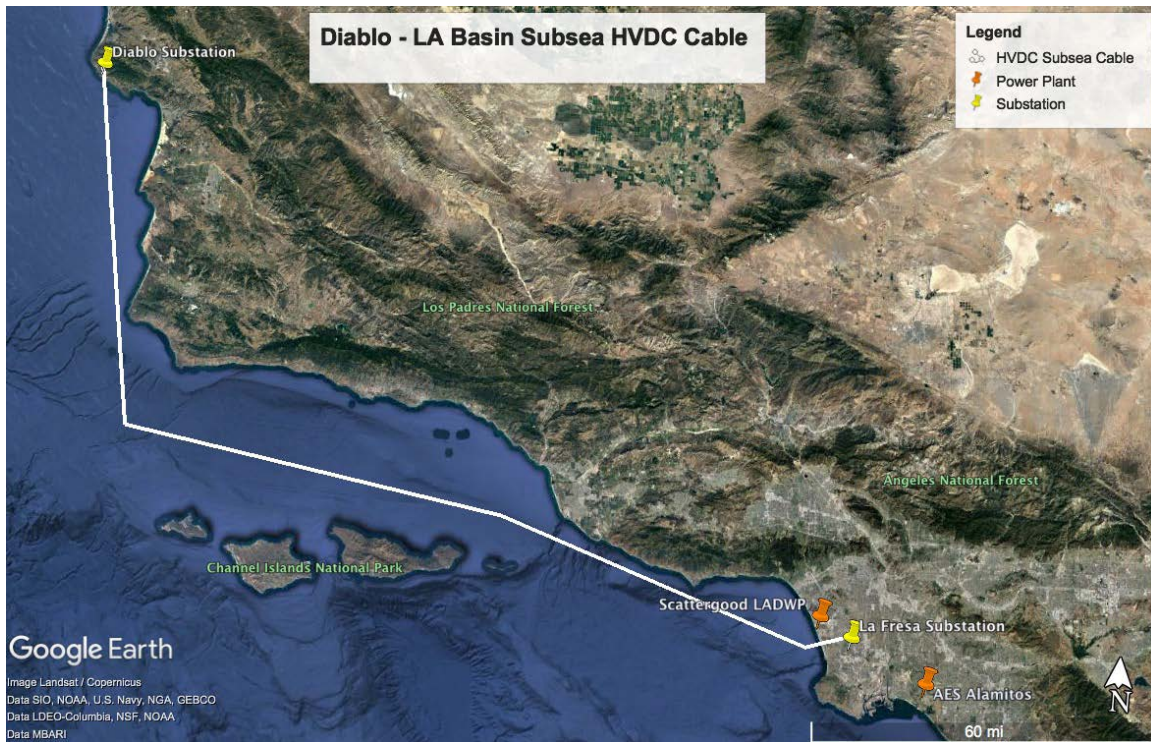 Diablo - LA Basin Subsea HVDC Cable
Legend
HVDC Subsea Cable
Power Plant
Substation
Diablo Substation
Los Padres National Forest
Angeles National Forest
Channel Islands National Park
Scattergood LADWP
La Fresa Substation
AES Alamitos
Google Earth
Image Landsat / Copernicus
Data SIO, NOAA, U.S. Navy, NGA, GEBCO
Data LDEO-Columbia, NSF, NOAA
Data MBARI
N
60 mi